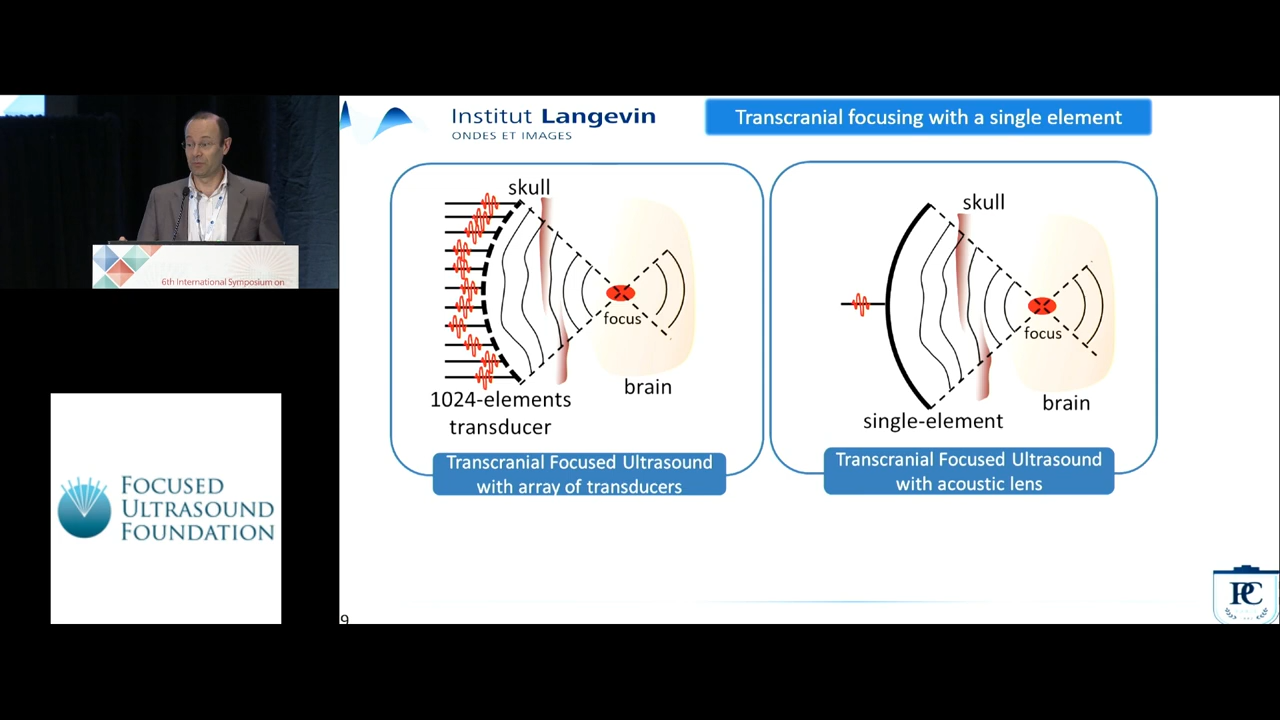 6th International Symposium on
FOCUSED
ULTRASOUND
FOUNDATION
Institut Langevin
ONDES ET IMAGES
Transcranial focusing with a single element
skull
focus
brain
1024-elements
transducer
Transcranial Focused Ultrasound
with array of transducers
skull
focus
brain
single-element
Transcranial Focused Ultrasound
with acoustic lens
PC
9